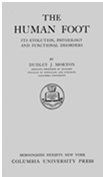 THE
HUMAN FOOT
ITS EVOLUTION, PHYSIOLOGY
AND FUNCTIONAL DISORDERS
BY
DUDLEY J. MORTON
MORNINGSIDE HEIGHTS NEW YORK
COLUMBIA UNIVERSITY PRESS